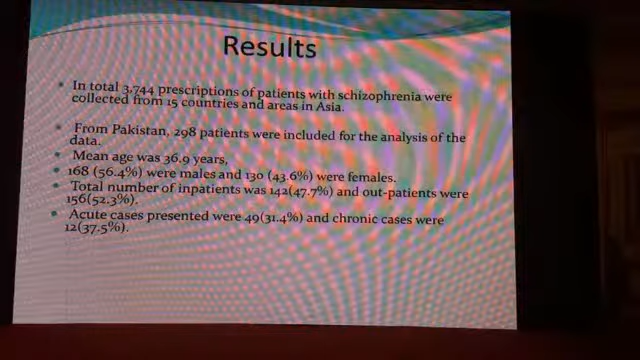 Results
In total 3,744 prescriptions of patients with schizophrenia were
collected from 15 countries and areas in Asia.
From Pakistan, 298 patients were included for the analysis of the
data.
Mean age was 36.9 years,
168 (56.4%) were males and 130 (43.6%) were females.
Total number of inpatients was 142(47.7%) and out-patients were
156(52.3%).
Acute cases presented were 49(31.4%) and chronic cases were
12(37.5%).